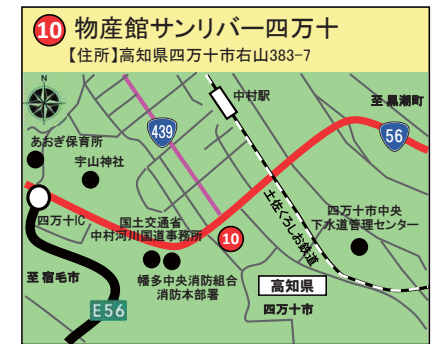 10 物産館サンリバー四万十
【住所】高知県四万十市右山383-7
N
中村駅
至 黒潮町
439
56
あおぎ保育所
宇山神社
四万十IC
国土交通省
中村河川国道事務所
10
土佐くろしお鉄道
四万十市中央
下水道管理センター
至 宿毛市
幡多中央消防組合
消防本部署
高知県
四万十市
E56